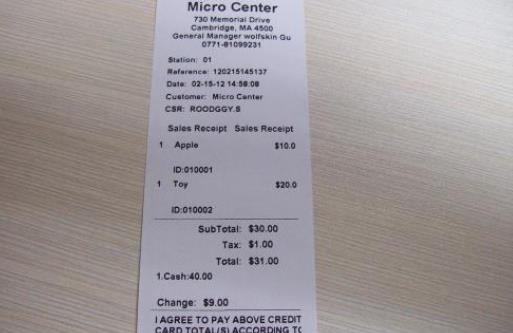 Micro Center
730 Memorial Drive
Cambridge, MA 4500
General Manager wolfskin Gu
0771-81099231
Station: 01
Reference: 120215145137
Date: 02-15-12 14:58:08
Customer: Micro Center
CSR: ROODGGY.S
Sales Receipt Sales Receipt
1 Apple $10.0
ID:010001
1 Toy $20.0
ID:010002
SubTotal: $30.00
Tax: $1.00
Total: $31.00
1.Cash:40.00
Change: $9.00
I AGREE TO PAY ABOVE CREDIT
CARD TOTAL(S) ACCORDING TO